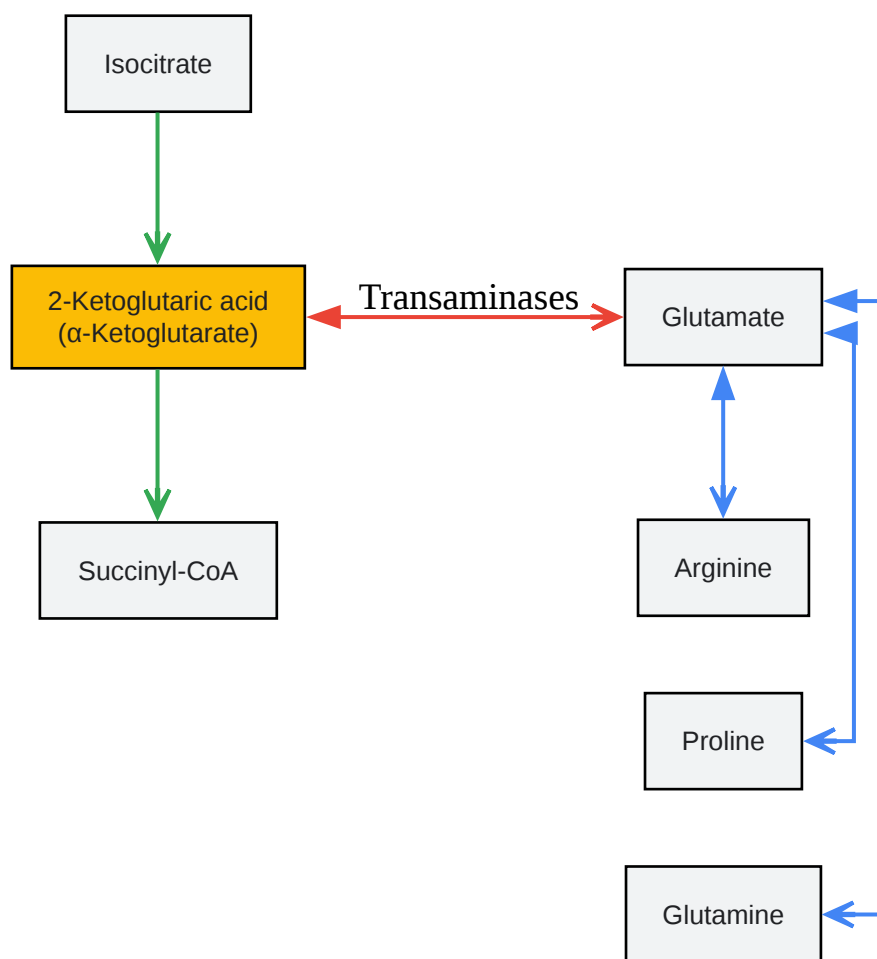 Isocitrate
2-Ketoglutaric acid
(α-Ketoglutarate)
Transaminases
Glutamate
Succinyl-CoA
Arginine
Proline
Glutamine